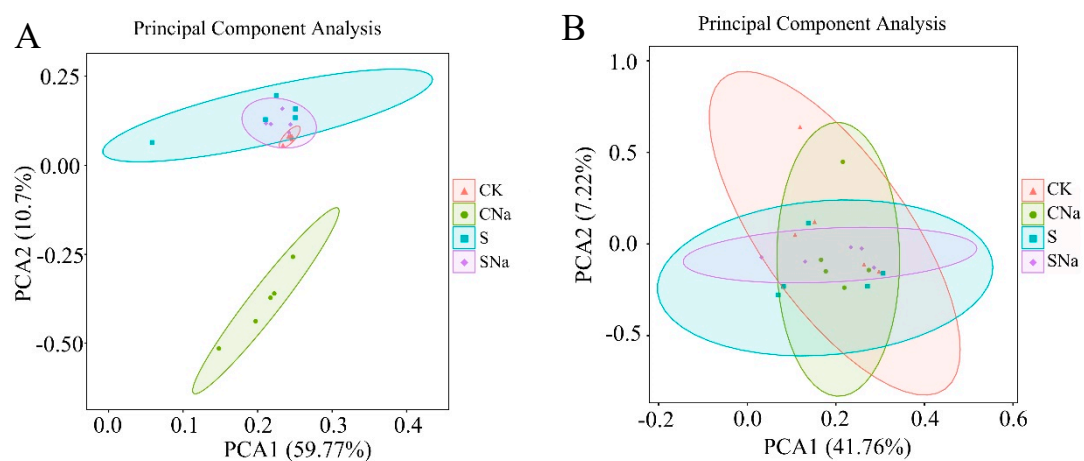 A
Principal Component Analysis
0.25
0.00
-0.25
-0.50
PCA2 (10.7%)
0.0 0.1 0.2 0.3 0.4
PCA1 (59.77%)
CK
CNa
S
SNa
B
Principal Component Analysis
1.0
0.5
0.0
-0.5
PCA2 (7.22%)
-0.2 0.0 0.2 0.4 0.6
PCA1 (41.76%)
CK
CNa
S
SNa